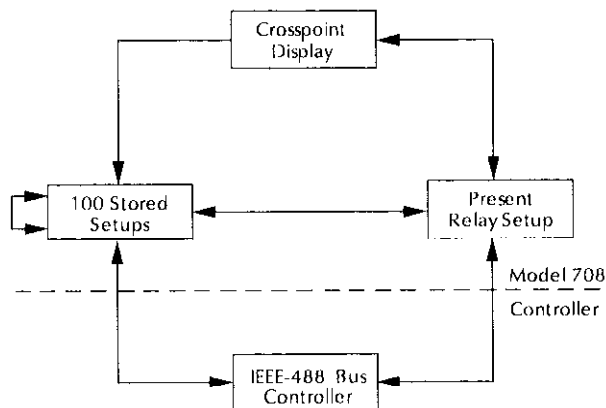 Crosspoint
Display
100 Stored
Setups
Present
Relay Setup
Model 708
Controller
IEEE-488 Bus
Controller